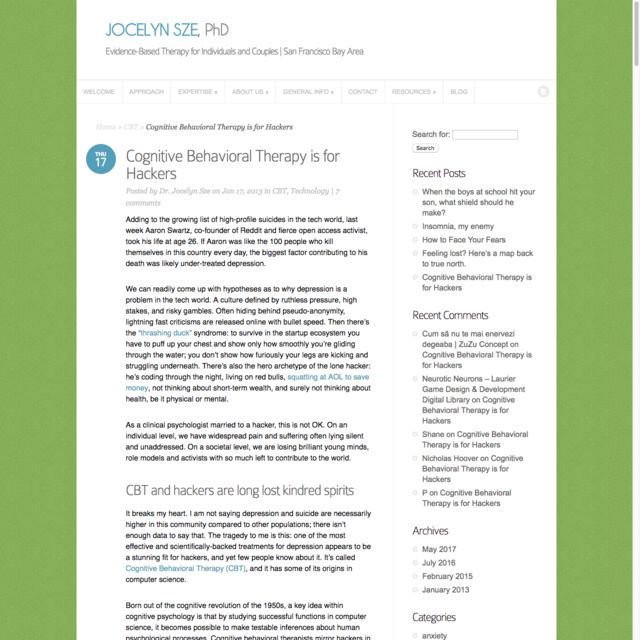 JOCELYN SZE, PhD
Evidence-Based Therapy for Individuals and Couples | San Francisco Bay Area
WELCOME APPROACH EXPERTISE » ABOUT US » GENERAL INFO » CONTACT RESOURCES » BLOG
Home » CBT » Cognitive Behavioral Therapy is for Hackers
THU
17
Cognitive Behavioral Therapy is for
Hackers
Posted by Dr. Jocelyn Sze on Jan 17, 2013 in CBT, Technology | 7
comments
Adding to the growing list of high-profile suicides in the tech world, last
week Aaron Swartz, co-founder of Reddit and fierce open access activist,
took his life at age 26. If Aaron was like the 100 people who kill
themselves in this country every day, the biggest factor contributing to his
death was likely under-treated depression.
We can readily come up with hypotheses as to why depression is a
problem in the tech world. A culture defined by ruthless pressure, high
stakes, and risky gambles. Often hiding behind pseudo-anonymity,
lightning fast criticisms are released online with bullet speed. Then there's
the "thrashing duck" syndrome: to survive in the startup ecosystem you
have to puff up your chest and show only how smoothly you're gliding
through the water; you don't show how furiously your legs are kicking and
struggling underneath. There's also the hero archetype of the lone hacker:
he's coding through the night, living on red bulls, squatting at AOL to save
money, not thinking about short-term wealth, and surely not thinking about
health, be it physical or mental.
As a clinical psychologist married to a hacker, this is not OK. On an
individual level, we have widespread pain and suffering often lying silent
and unaddressed. On a societal level, we are losing brilliant young minds,
role models and activists with so much left to contribute to the world.
CBT and hackers are long lost kindred spirits
It breaks my heart. I am not saying depression and suicide are necessarily
higher in this community compared to other populations; there isn't
enough data to say that. The tragedy to me is this: one of the most
effective and scientifically-backed treatments for depression appears to be
a stunning fit for hackers, and yet few people know about it. It's called
Cognitive Behavioral Therapy (CBT), and it has some of its origins in
computer science.
Born out of the cognitive revolution of the 1950s, a key idea within
cognitive psychology is that by studying successful functions in computer
science, it becomes possible to make testable inferences about human
psychological processes. Cognitive behavioral therapists mirror hackers in
Search for:
Search
Recent Posts
When the boys at school hit your
son, what shield should he
make?
Insomnia, my enemy
How to Face Your Fears
Feeling lost? Here's a map back
to true north.
Cognitive Behavioral Therapy is
for Hackers
Recent Comments
Cum să nu te mai enervezi
degeaba | ZuZu Concept on
Cognitive Behavioral Therapy is
for Hackers
Neurotic Neurons – Laurier
Game Design & Development
Digital Library on Cognitive
Behavioral Therapy is for
Hackers
Shane on Cognitive Behavioral
Therapy is for Hackers
Nicholas Hoover on Cognitive
Behavioral Therapy is for
Hackers
P on Cognitive Behavioral
Therapy is for Hackers
Archives
May 2017
July 2016
February 2015
January 2013
Categories
anxiety